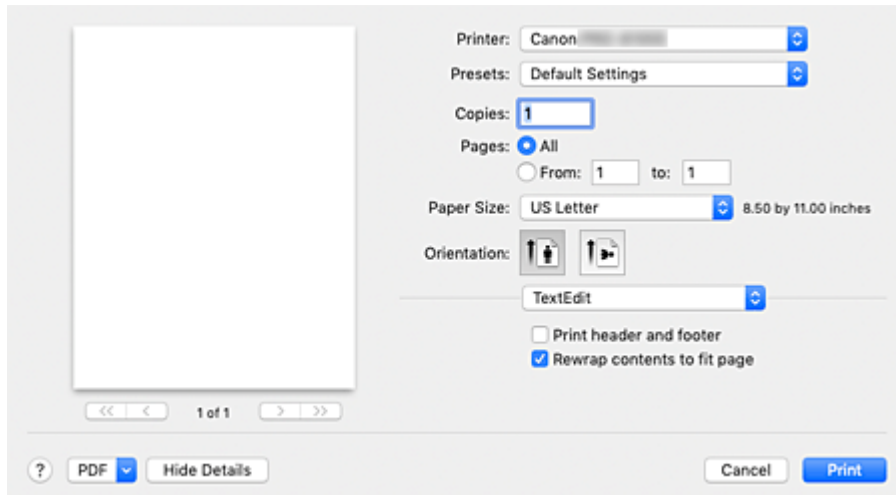 Printer: Canon
Presets: Default Settings
Copies: 1
Pages: All
From: 1 to: 1
Paper Size: US Letter 8.50 by 11.00 inches
Orientation:
TextEdit
Print header and footer
Rewrap contents to fit page
<< < 1 of 1 > >>
? PDF Hide Details Cancel Print